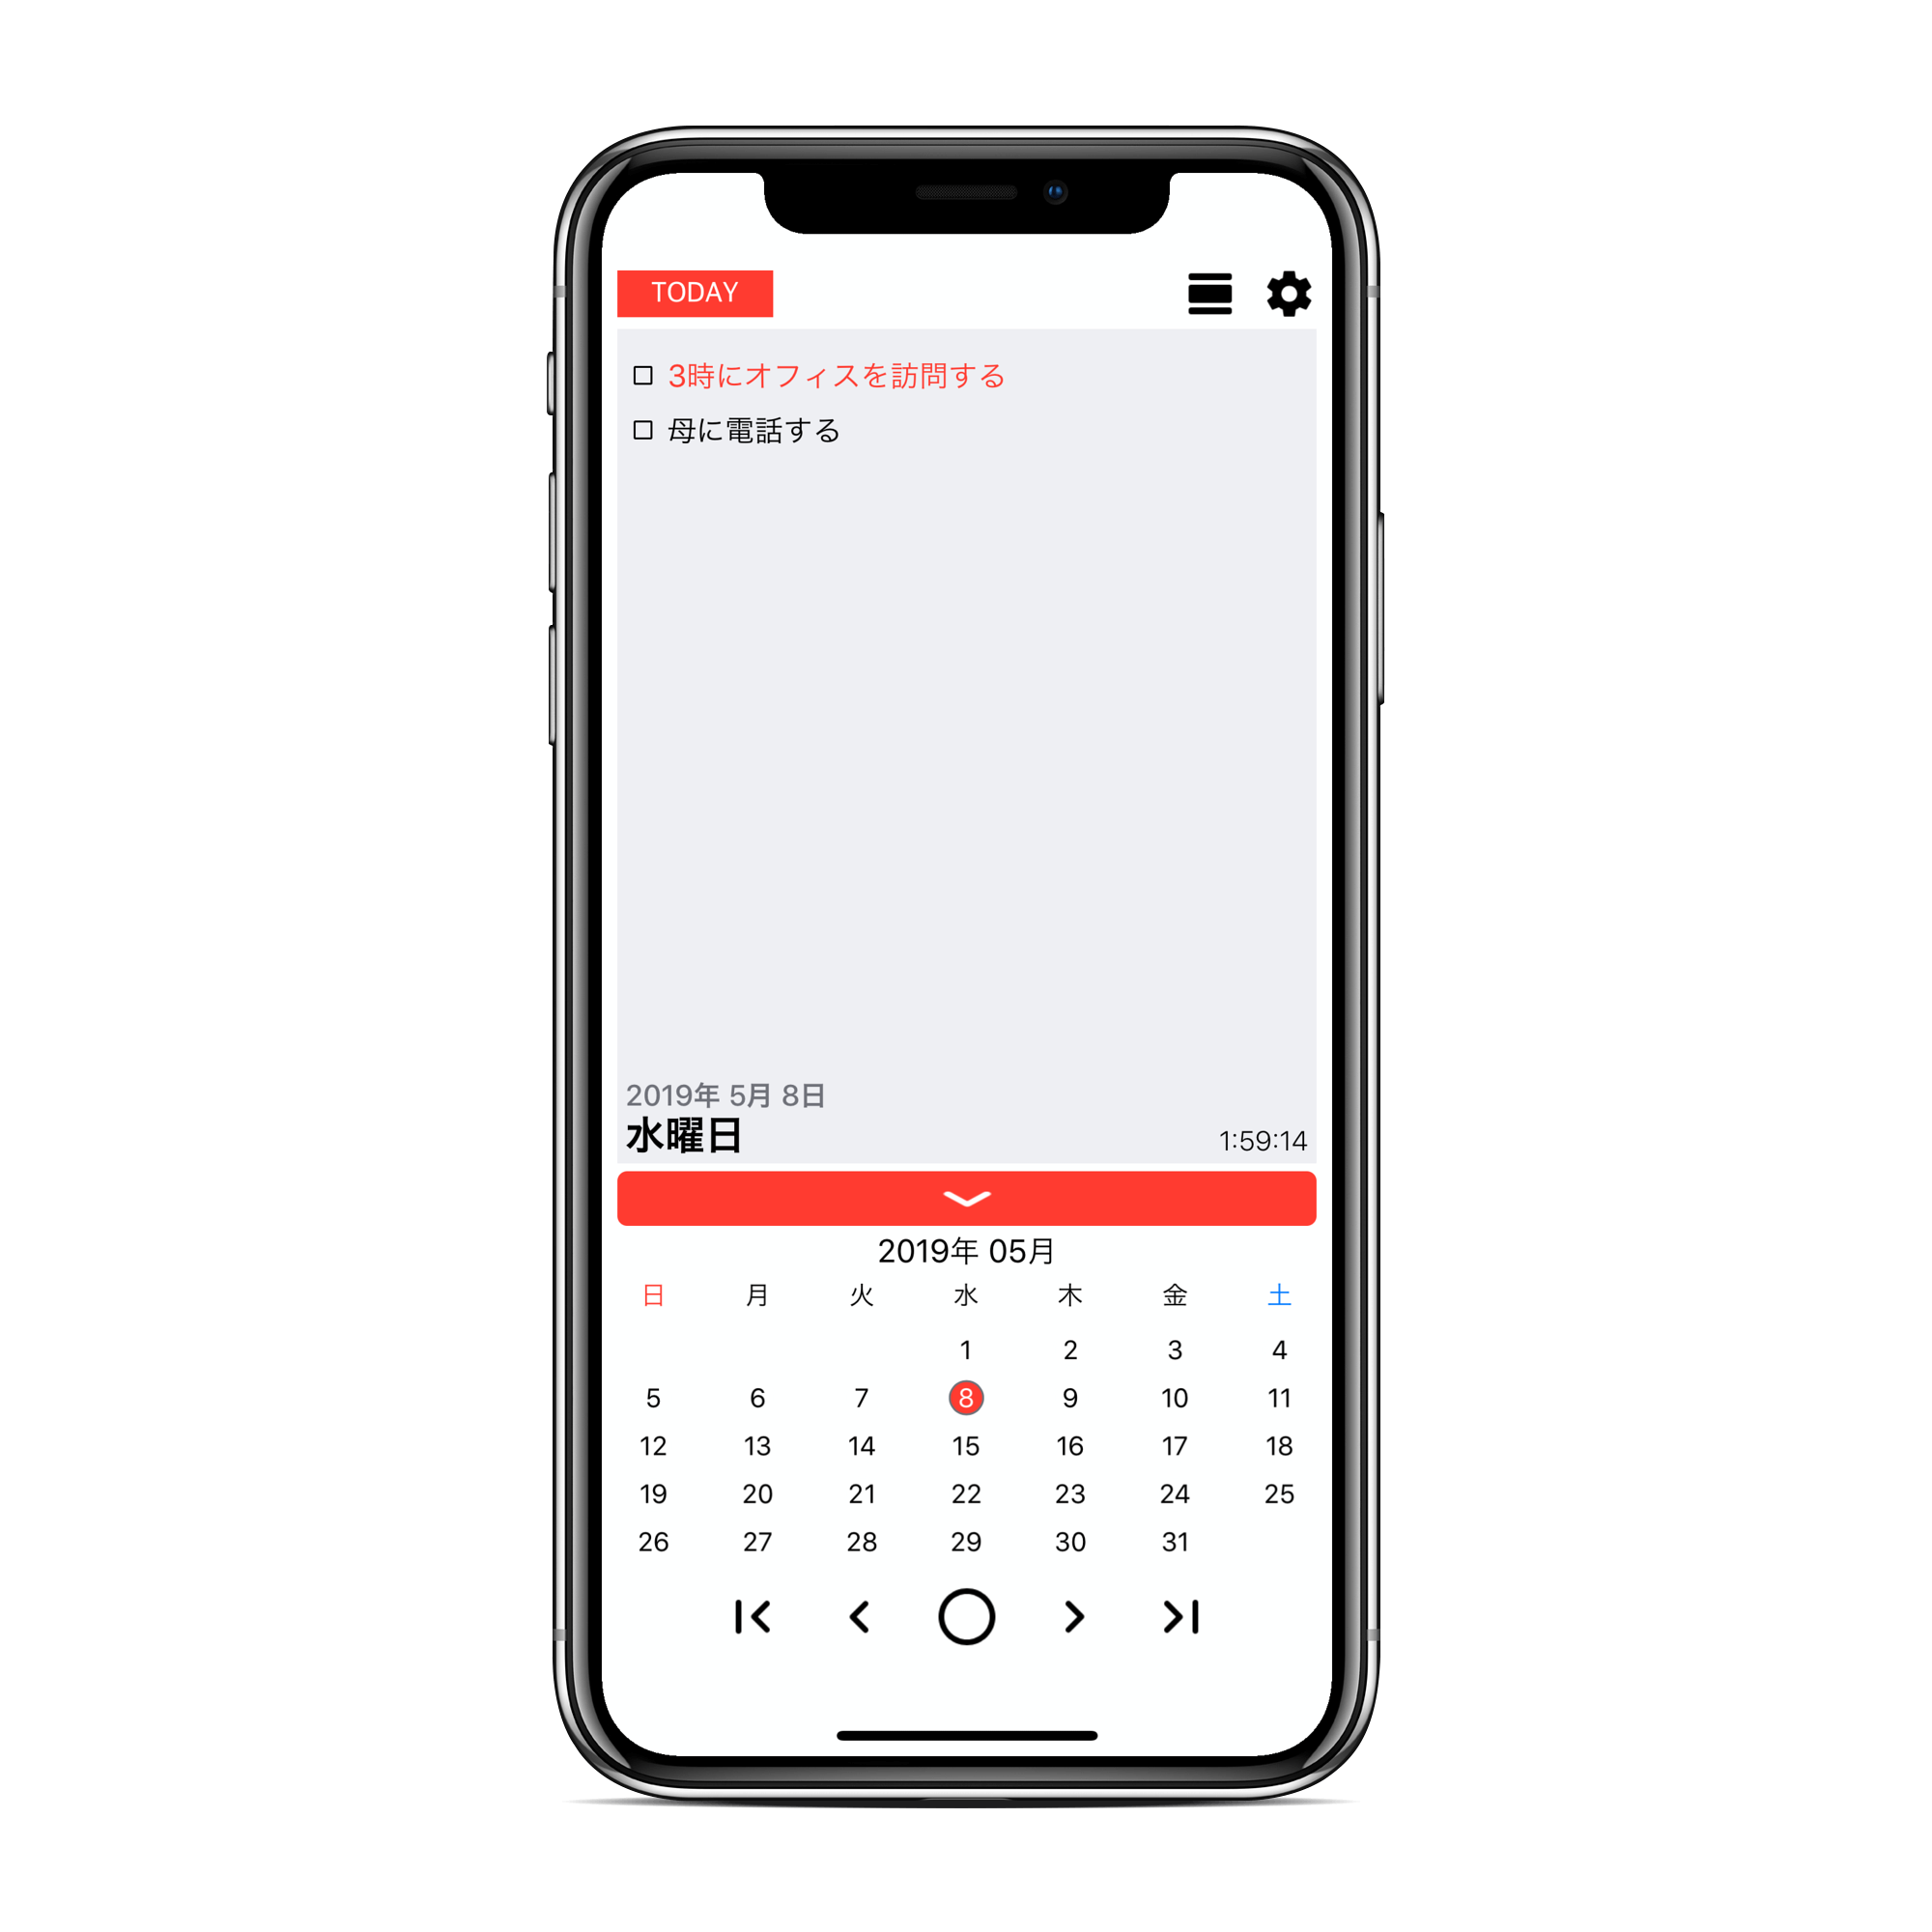 TODAY
3時にオフィスを訪問する
母に電話する
2019年 5月 8日
水曜日
1:59:14
2019年 05月
日 月 火 水 木 金 土
1 2 3 4
5 6 7 8 9 10 11
12 13 14 15 16 17 18
19 20 21 22 23 24 25
26 27 28 29 30 31